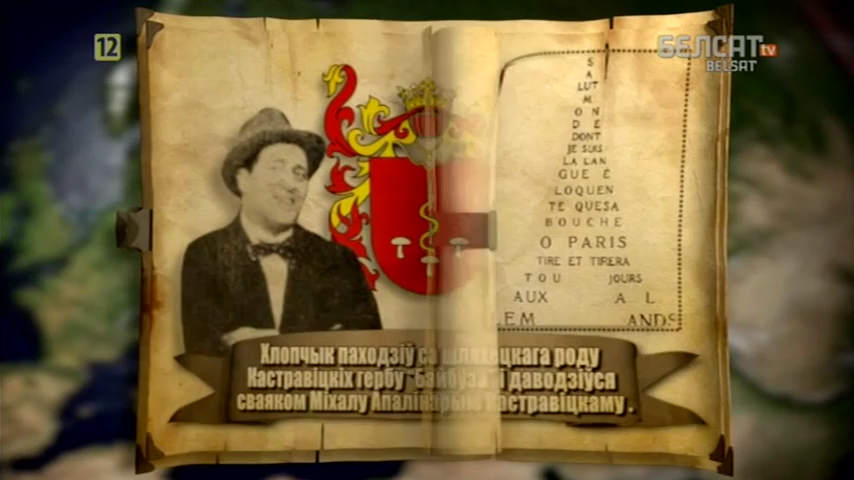 12
БЕЛСАТ tv
BELSAT
S
A
LUT
M
O N
D E
DONT
JE SUIS
LA LAN
GUE É
LOQUEN
TE QUESA
BOUCHE
O PARIS
TIRE ET TIRERA
TOU JOURS
AUX A L
LEM ANDS
Хлопчык паходзіў са шляхецкага роду
Кастравіцкіх гербу "Байбуза" і даводзіўся
сваяком Міхалу Апалінарыю Кастравіцкаму .